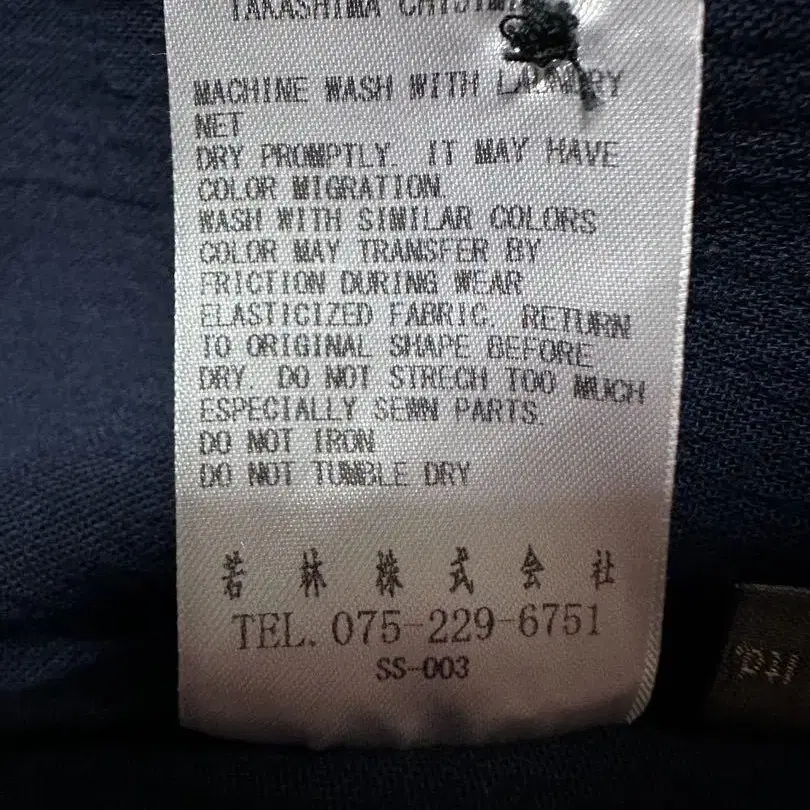 TAKASHIMA
MACHINE WASH WITH LAUNDRY
NET
DRY PROMPTLY. IT MAY HAVE
COLOR MIGRATION.
WASH WITH SIMILAR COLORS
COLOR MAY TRANSFER BY
FRICTION DURING WEAR
ELASTICIZED FABRIC. RETURN
TO ORIGINAL SHAPE BEFORE
DRY. DO NOT STRECH TOO MUCH
ESPECIALLY SEWN PARTS.
DO NOT IRON
DO NOT TUMBLE DRY
若林株式会社
TEL. 075-229-6751
SS-003